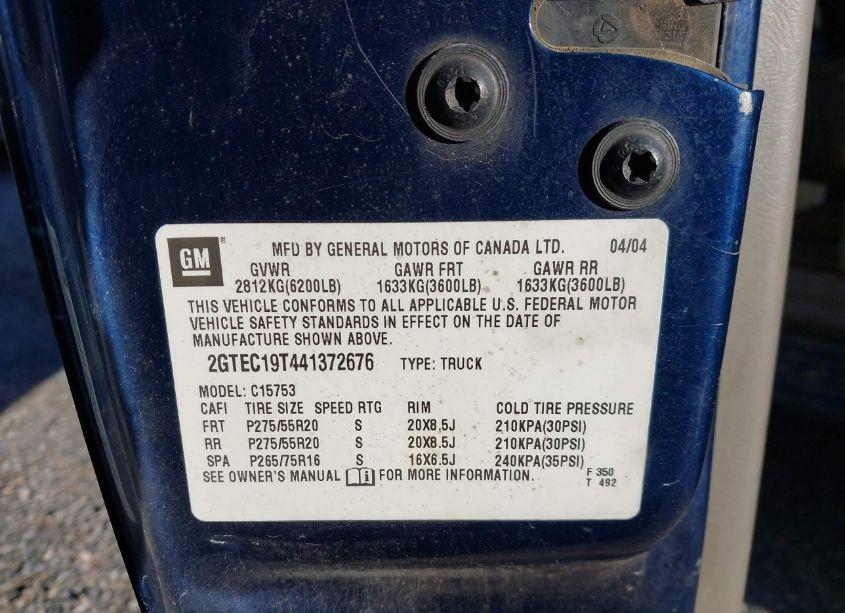 GM ® MFD BY GENERAL MOTORS OF CANADA LTD. 04/04
GVWR GAWR FRT GAWR RR
2812KG(6200LB) 1633KG(3600LB) 1633KG(3600LB)
THIS VEHICLE CONFORMS TO ALL APPLICABLE U.S. FEDERAL MOTOR
VEHICLE SAFETY STANDARDS IN EFFECT ON THE DATE OF
MANUFACTURE SHOWN ABOVE.
2GTEC19T441372676 TYPE: TRUCK
MODEL: C15753
CAFI TIRE SIZE SPEED RTG RIM COLD TIRE PRESSURE
FRT P275/55R20 S 20X8.5J 210KPA(30PSI)
RR P275/55R20 S 20X8.5J 210KPA(30PSI)
SPA P265/75R16 S 16X6.5J 240KPA(35PSI)
SEE OWNER'S MANUAL i FOR MORE INFORMATION. F 350
T 492